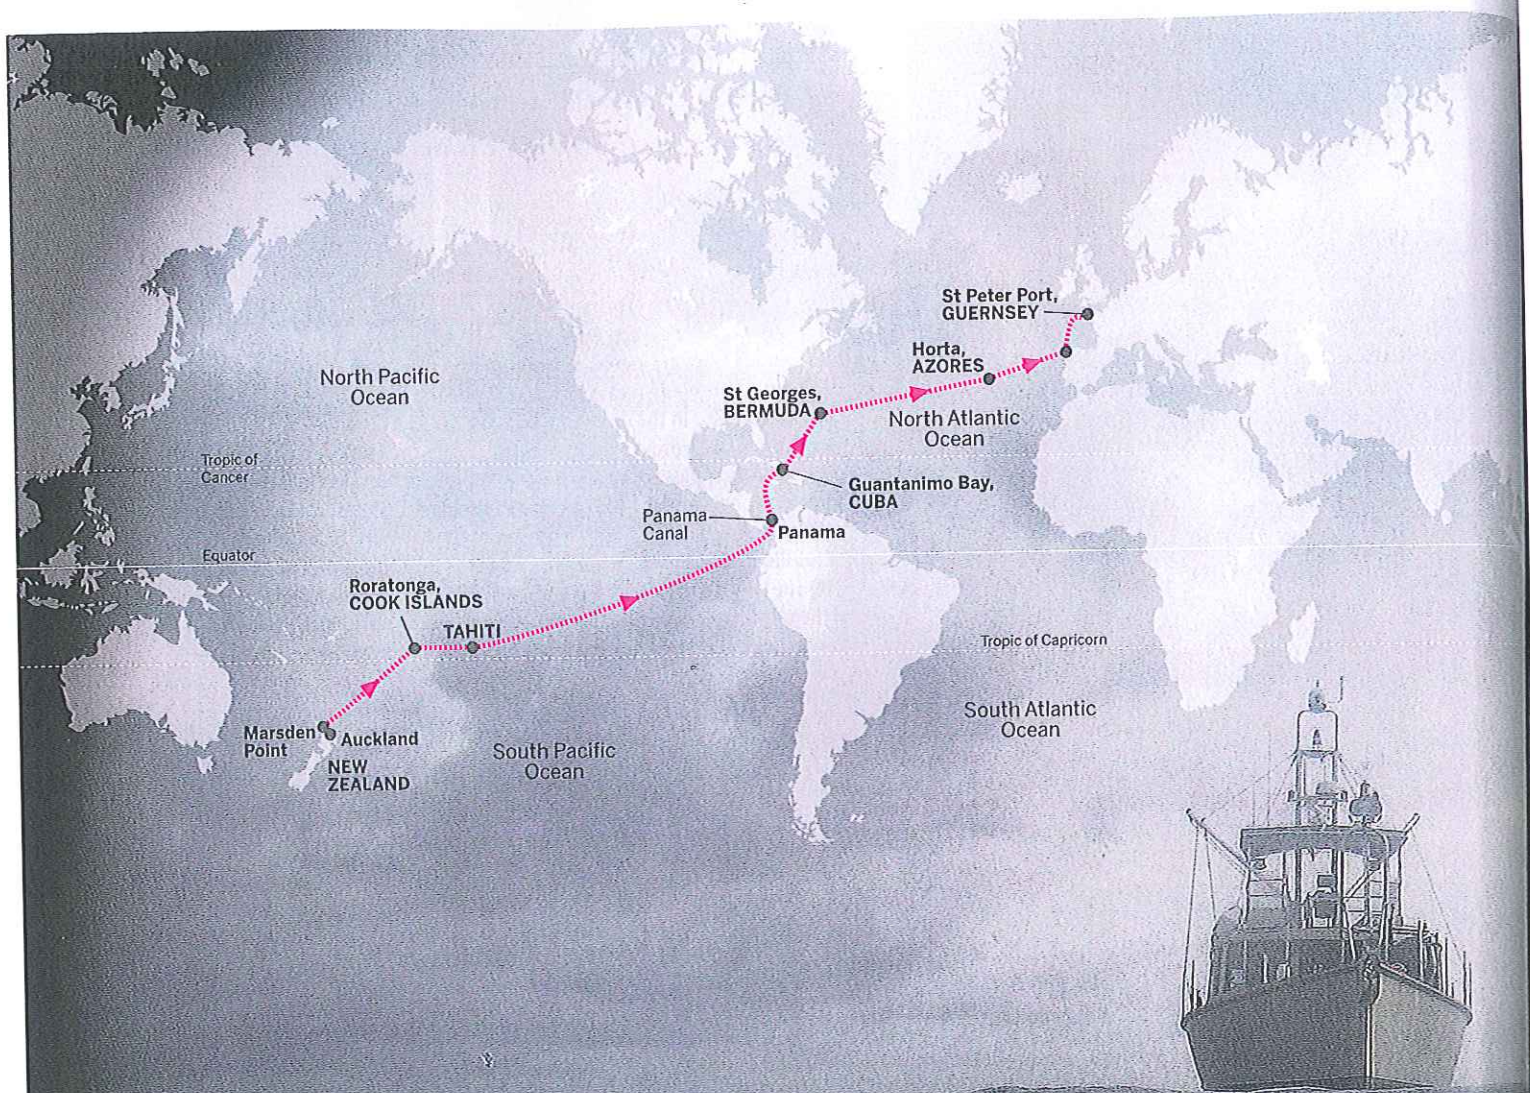 St Peter Port,
GUERNSEY
Horta,
AZORES
North Pacific
Ocean
St Georges,
BERMUDA
North Atlantic
Ocean
Tropic of
Cancer
Guantanimo Bay,
CUBA
Panama
Canal
Panama
Equator
Roratonga,
COOK ISLANDS
TAHITI
Tropic of Capricorn
Marsden
Point
Auckland
NEW
ZEALAND
South Pacific
Ocean
South Atlantic
Ocean